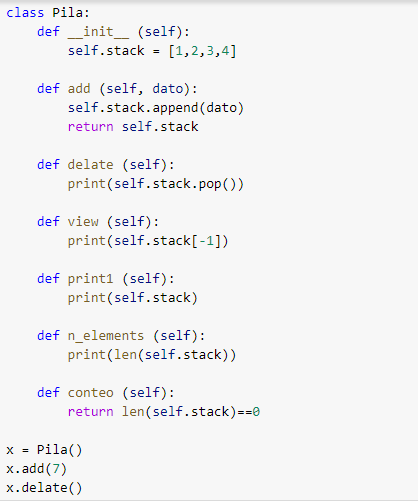 class Pila:
    def __init__ (self):
        self.stack = [1,2,3,4]

    def add (self, dato):
        self.stack.append(dato)
        return self.stack

    def delate (self):
        print(self.stack.pop())

    def view (self):
        print(self.stack[-1])

    def print1 (self):
        print(self.stack)

    def n_elements (self):
        print(len(self.stack))

    def conteo (self):
        return len(self.stack)==0

x = Pila()
x.add(7)
x.delate()